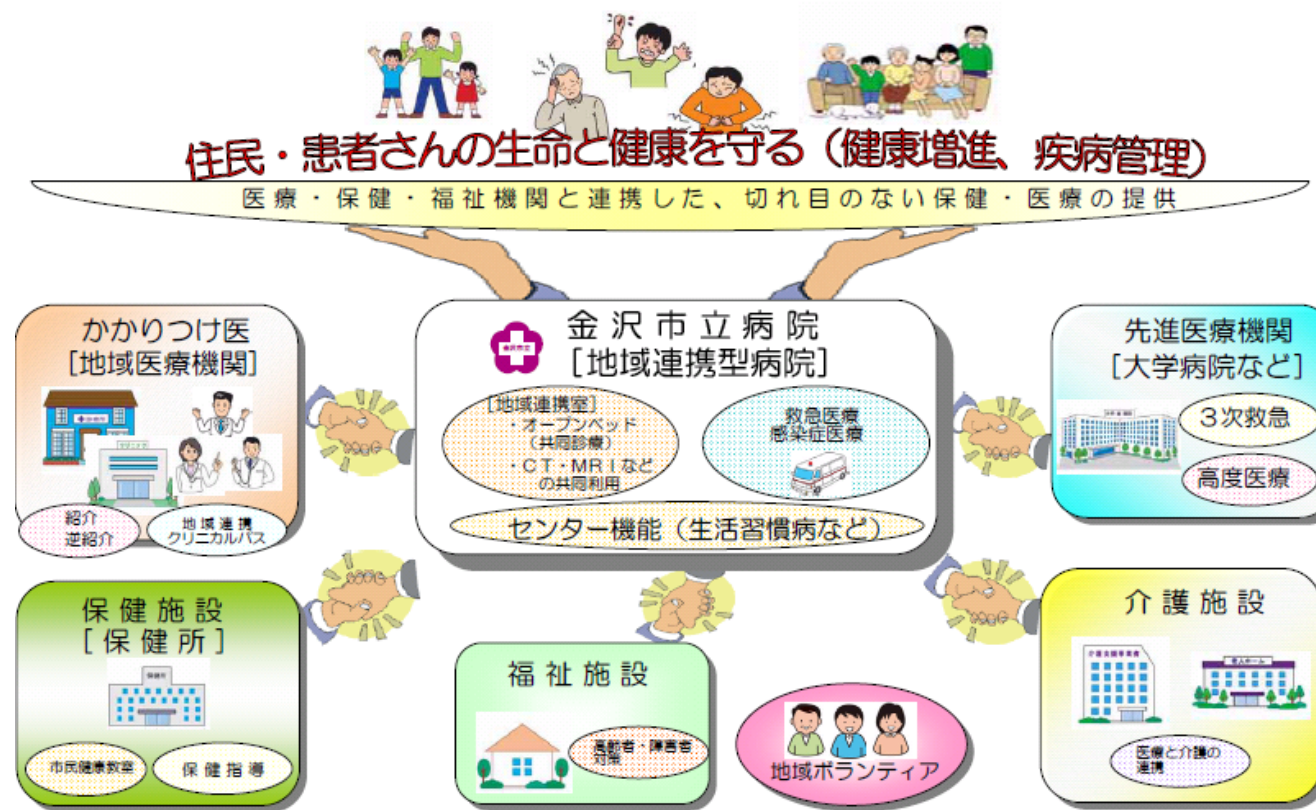 住民・患者さんの生命と健康を守る（健康増進、疾病管理）
医療・保健・福祉機関と連携した、切れ目のない保健・医療の提供
かかりつけ医
［地域医療機関］
紹介
逆紹介
地域連携
クリニカルパス
金沢市立病院
［地域連携型病院］
［地域連携室］
・オープンベッド
（共同診療）
・ＣＴ・ＭＲＩなど
の共同利用
救急医療
感染症医療
センター機能（生活習慣病など）
先進医療機関
［大学病院など］
３次救急
高度医療
保健施設
［保健所］
保健所
市民健康教室
保健指導
福祉施設
高齢者・障害者
対策
地域ボランティア
介護施設
老人ホーム
医療と介護の
連携